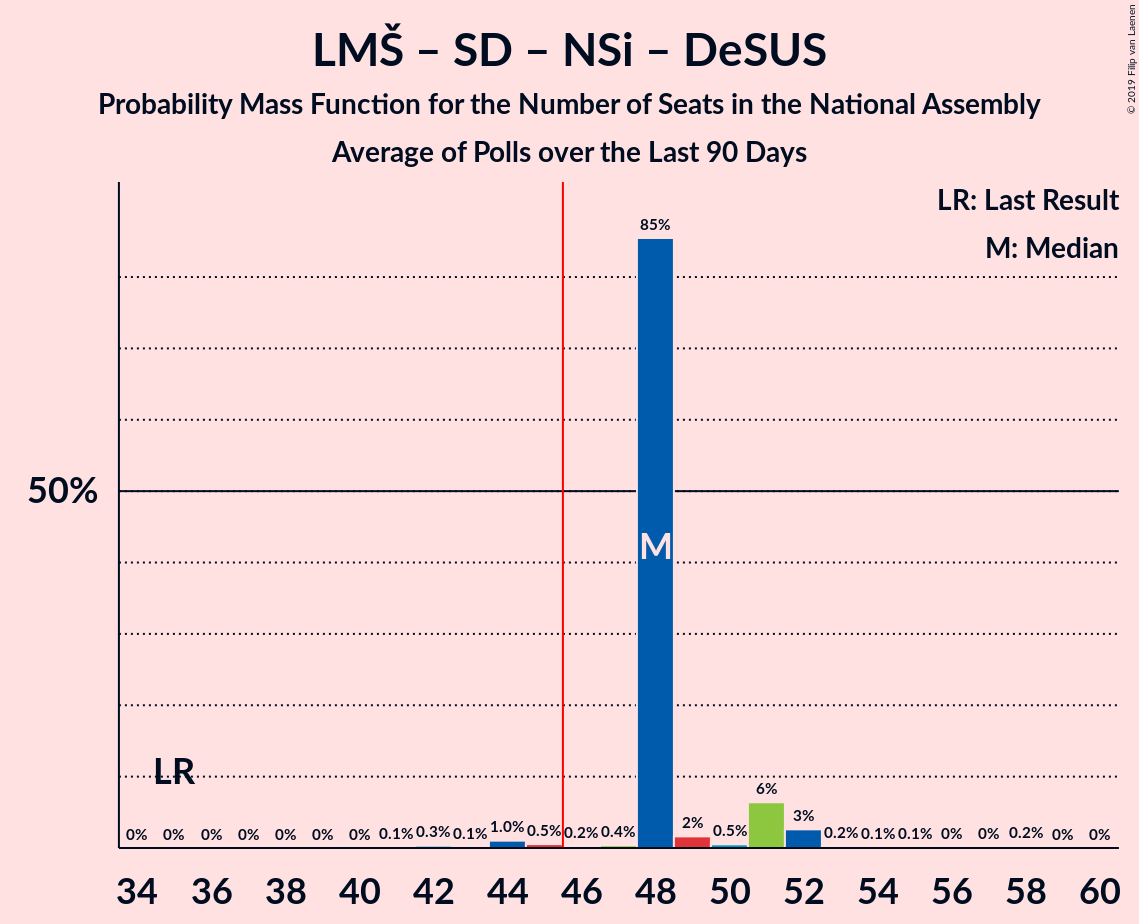 LMŠ – SD – NSi – DeSUS
Probability Mass Function for the Number of Seats in the National Assembly
Average of Polls over the Last 90 Days
© 2019 Filip van Laenen
LR: Last Result
M: Median
50%
LR
M
0% 0% 0% 0% 0% 0% 0% 0.1% 0.3% 0.1% 1.0% 0.5% 0.2% 0.4% 85% 2% 0.5% 6% 3% 0.2% 0.1% 0.1% 0% 0% 0.2% 0% 0%
34 36 38 40 42 44 46 48 50 52 54 56 58 60